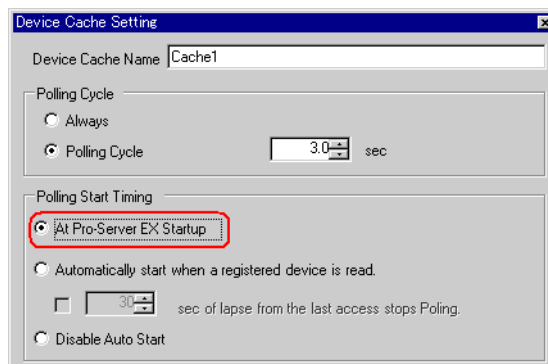 Device Cache Setting
Device Cache Name Cache1
Polling Cycle
Always
Polling Cycle 3.0 sec
Polling Start Timing
At Pro-Server EX Startup
Automatically start when a registered device is read.
30 sec of lapse from the last access stops Poling.
Disable Auto Start